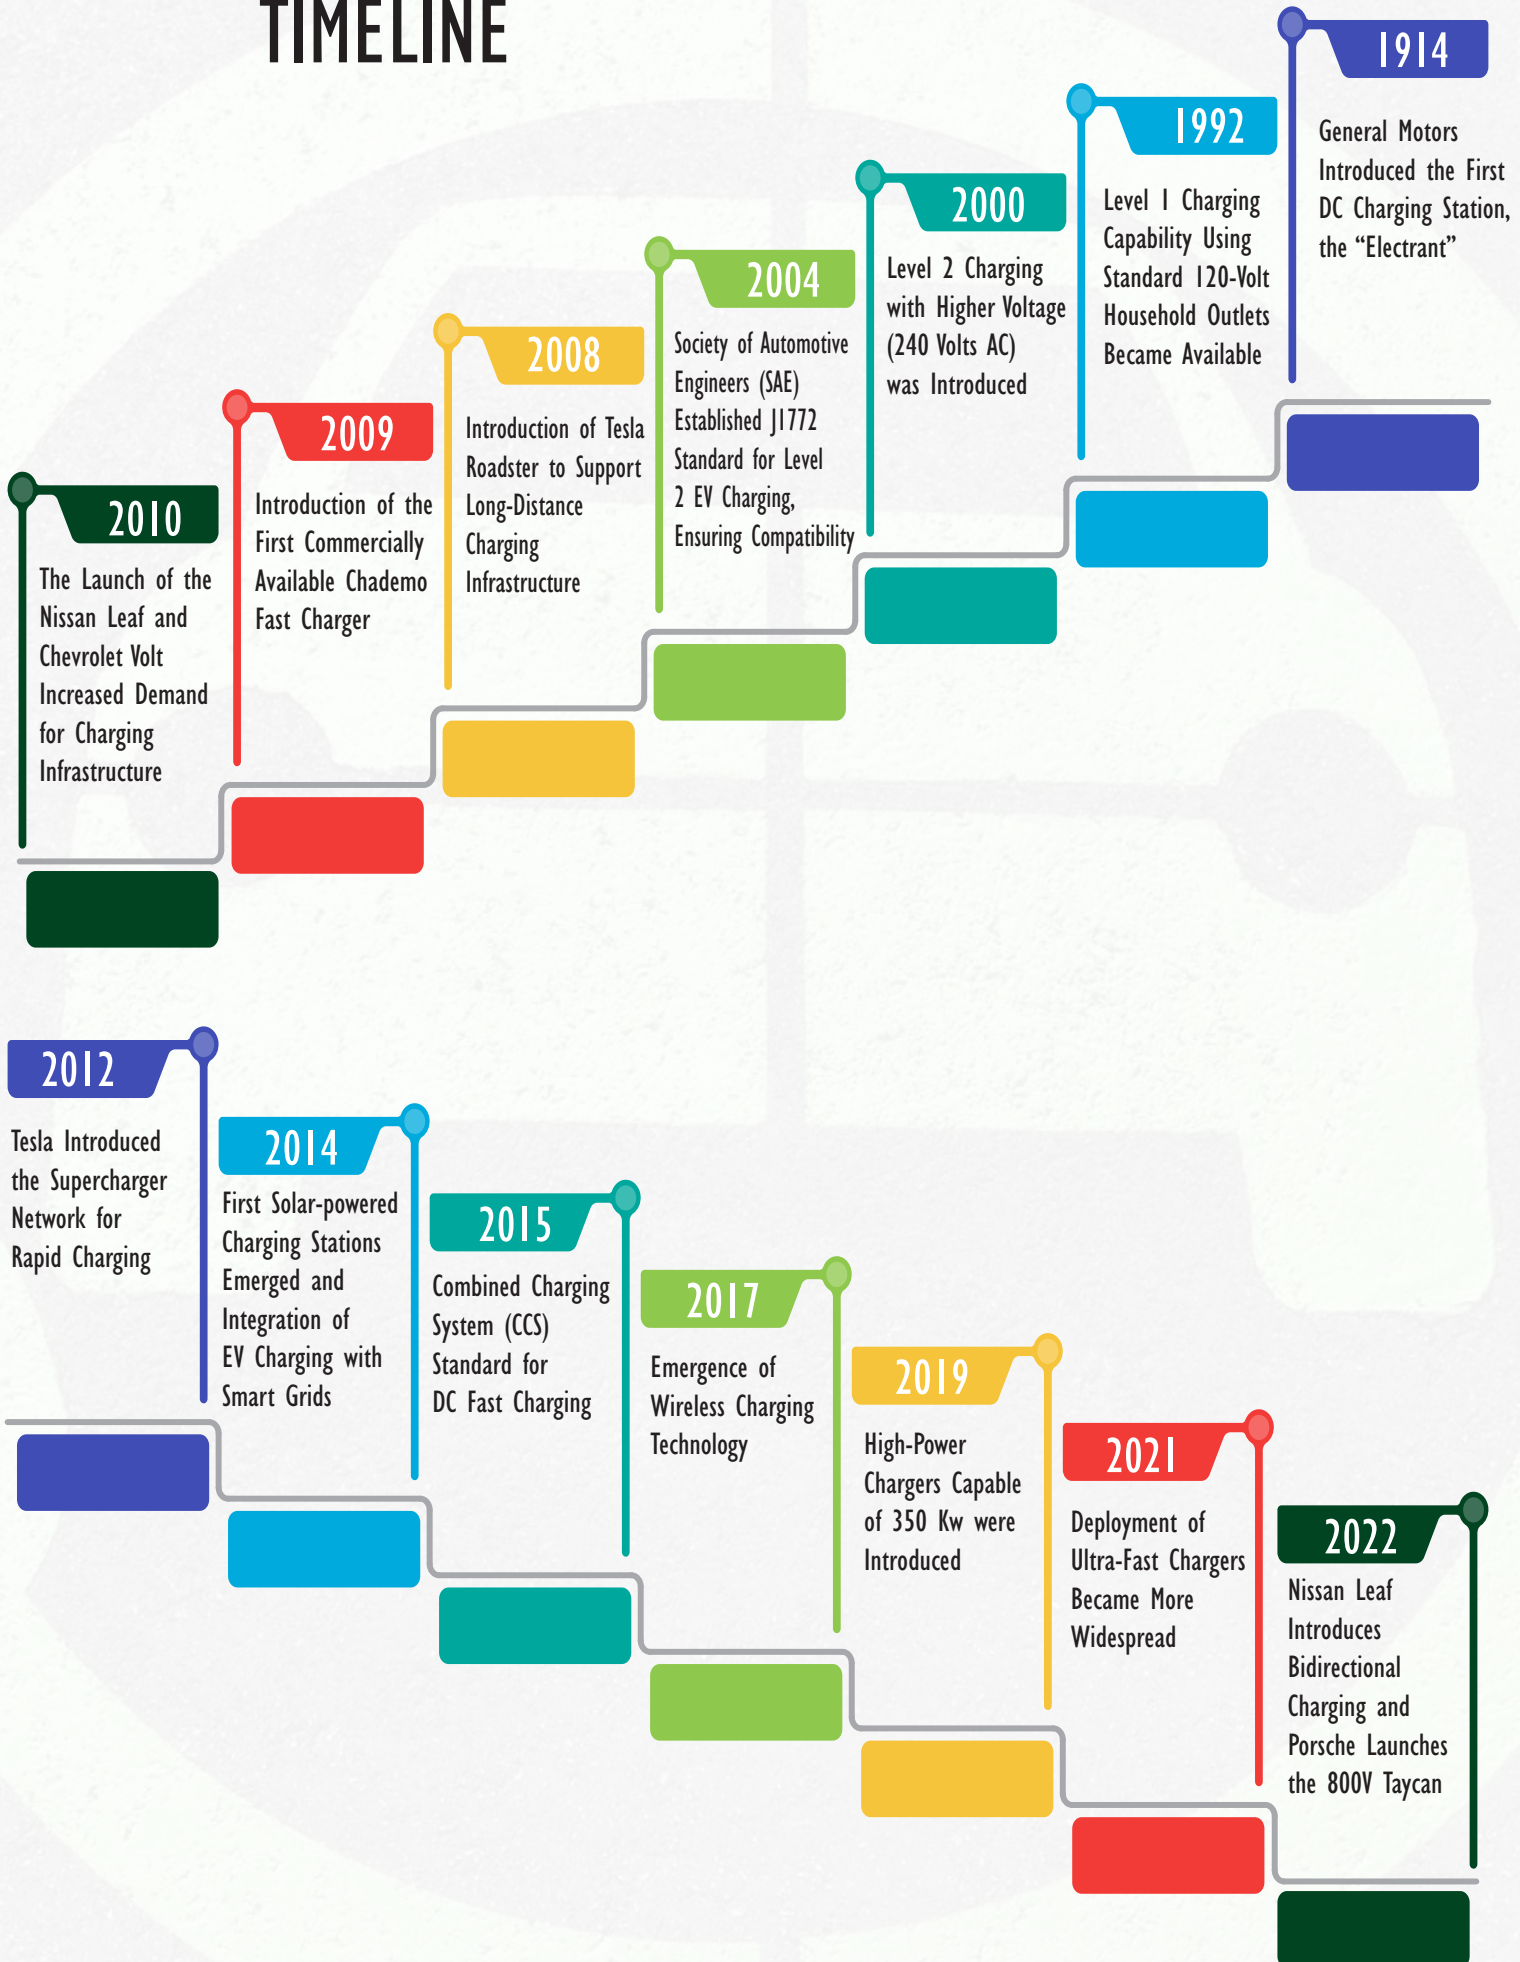 TIMELINE
1914
General Motors
Introduced the First
DC Charging Station,
the “Electrant”
1992
Level 1 Charging
Capability Using
Standard 120-Volt
Household Outlets
Became Available
2000
Level 2 Charging
with Higher Voltage
(240 Volts AC)
was Introduced
2004
Society of Automotive
Engineers (SAE)
Established J1772
Standard for Level
2 EV Charging,
Ensuring Compatibility
2008
Introduction of Tesla
Roadster to Support
Long-Distance
Charging
Infrastructure
2009
Introduction of the
First Commercially
Available Chademo
Fast Charger
2010
The Launch of the
Nissan Leaf and
Chevrolet Volt
Increased Demand
for Charging
Infrastructure
2012
Tesla Introduced
the Supercharger
Network for
Rapid Charging
2014
First Solar-powered
Charging Stations
Emerged and
Integration of
EV Charging with
Smart Grids
2015
Combined Charging
System (CCS)
Standard for
DC Fast Charging
2017
Emergence of
Wireless Charging
Technology
2019
High-Power
Chargers Capable
of 350 Kw were
Introduced
2021
Deployment of
Ultra-Fast Chargers
Became More
Widespread
2022
Nissan Leaf
Introduces
Bidirectional
Charging and
Porsche Launches
the 800V Taycan